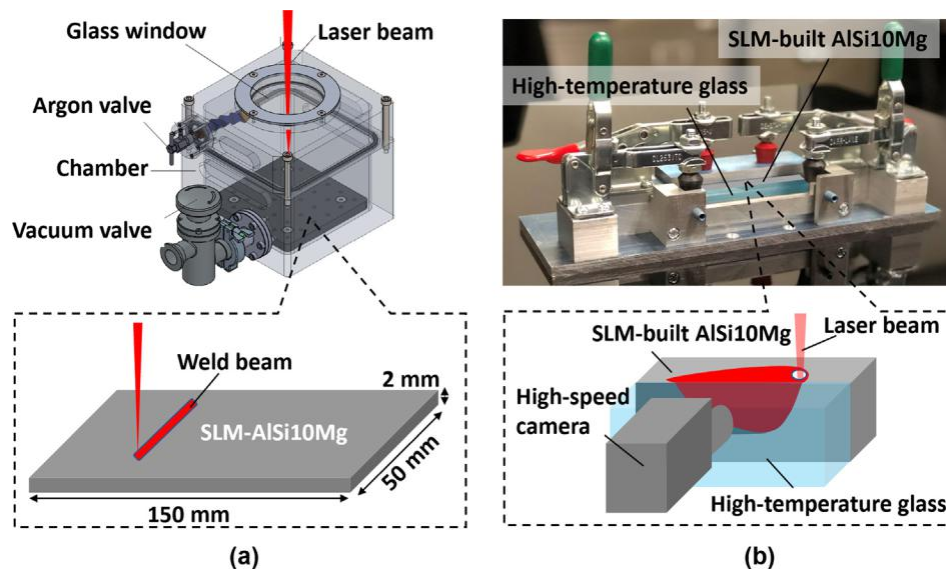 Glass window
Laser beam
Argon valve
Chamber
Vacuum valve
Weld beam
2 mm
SLM-AlSi10Mg
50 mm
150 mm
(a)
SLM-built AlSi10Mg
High-temperature glass
SLM-built AlSi10Mg
Laser beam
High-speed
camera
High-temperature glass
(b)